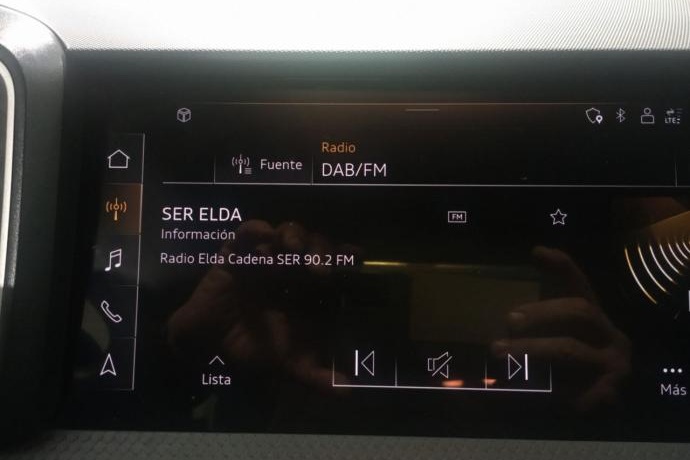 LTE
Radio
Fuente
DAB/FM
SER ELDA
FM
Información
Radio Elda Cadena SER 90.2 FM
Lista
Más